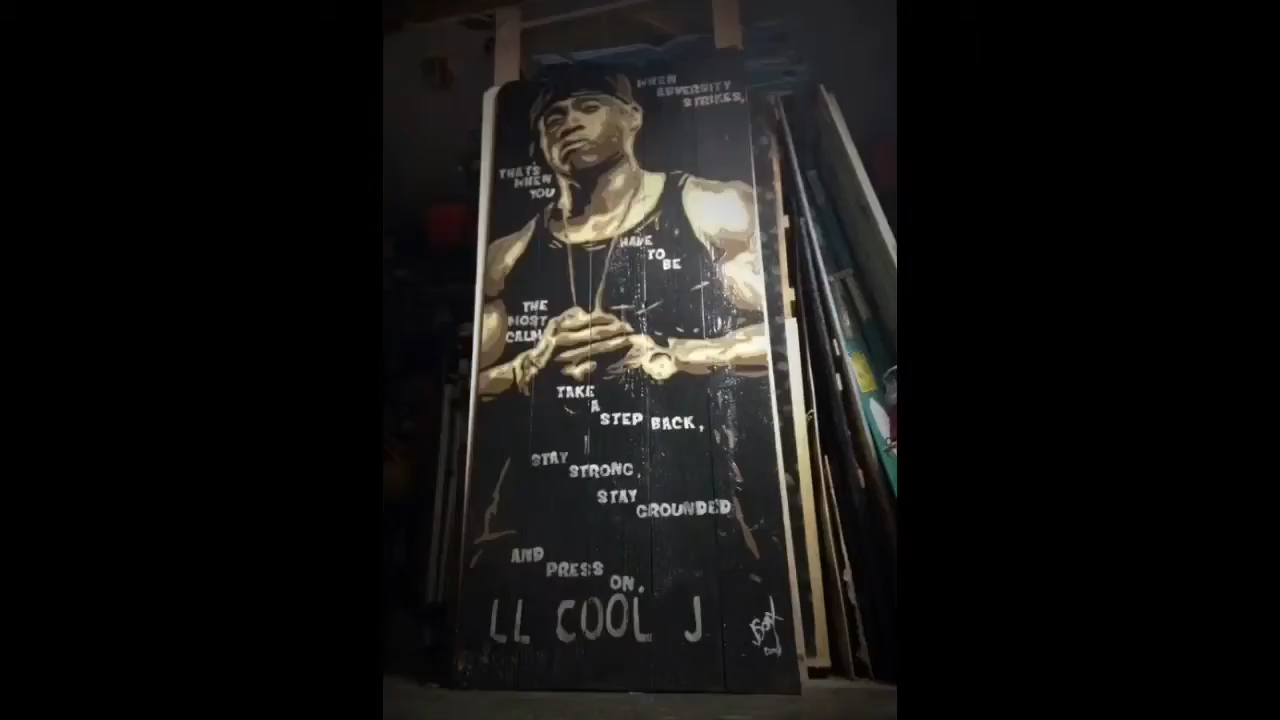 WHEN
ADVERSITY
STRIKES,
THAT'S
WHEN
YOU
HAVE
TO
BE
THE
MOST
CALM
TAKE
A
STEP BACK,
STAY
STRONG,
STAY
GROUNDED
AND
PRESS
ON.
LL COOL J